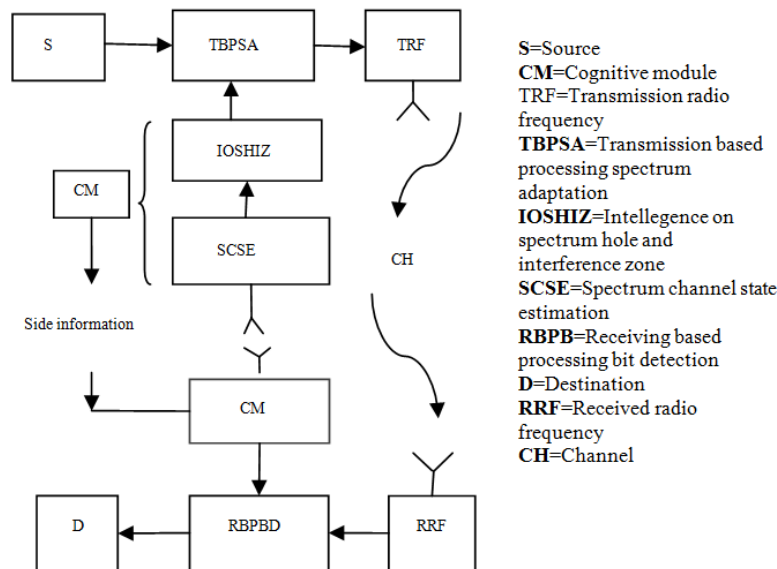 S
TBPSA
TRF
IOSHIZ
CM
SCSE
CH
Side information
CM
D
RBPBD
RRF
S=Source
CM=Cognitive module
TRF=Transmission radio
frequency
TBPSA=Transmission based
processing spectrum
adaptation
IOSHIZ=Intellegence on
spectrum hole and
interference zone
SCSE=Spectrum channel state
estimation
RBPB=Receiving based
processing bit detection
D=Destination
RRF=Received radio
frequency
CH=Channel